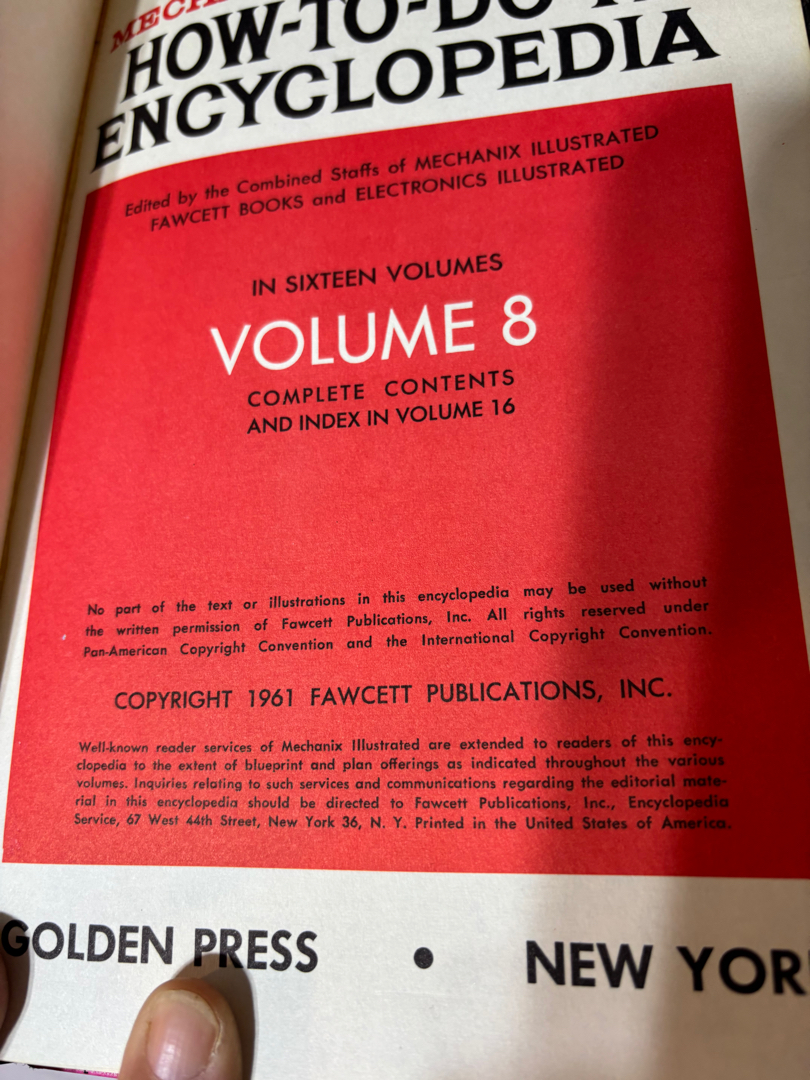 HOW-TO-DO
ENCYCLOPEDIA
Edited by the Combined Staffs of MECHANIX ILLUSTRATED
FAWCETT BOOKS and ELECTRONICS ILLUSTRATED
IN SIXTEEN VOLUMES
VOLUME 8
COMPLETE CONTENTS
AND INDEX IN VOLUME 16
No part of the text or illustrations in this encyclopedia may be used without
the written permission of Fawcett Publications, Inc. All rights reserved under
Pan-American Copyright Convention and the International Copyright Convention.
COPYRIGHT 1961 FAWCETT PUBLICATIONS, INC.
Well-known reader services of Mechanix Illustrated are extended to readers of this ency-
clopedia to the extent of blueprint and plan offerings as indicated throughout the various
volumes. Inquiries relating to such services and communications regarding the editorial mate-
rial in this encyclopedia should be directed to Fawcett Publications, Inc., Encyclopedia
Service, 67 West 44th Street, New York 36, N. Y. Printed in the United States of America.
GOLDEN PRESS • NEW YOR